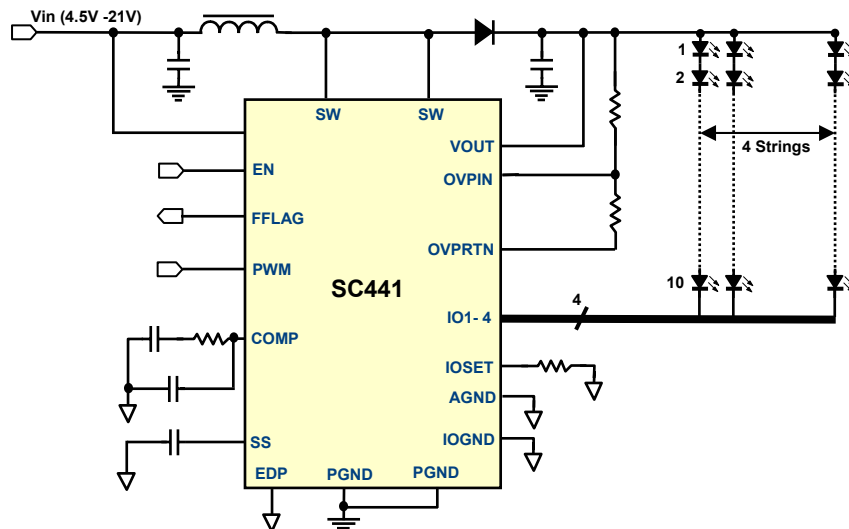 Vin (4.5V -21V)
SW
SW
1
2
4 Strings
10
VOUT
OVPIN
OVPRTN
EN
FFLAG
PWM
SC441
COMP
IO1- 4
4
IOSET
AGND
IOGND
SS
EDP
PGND
PGND